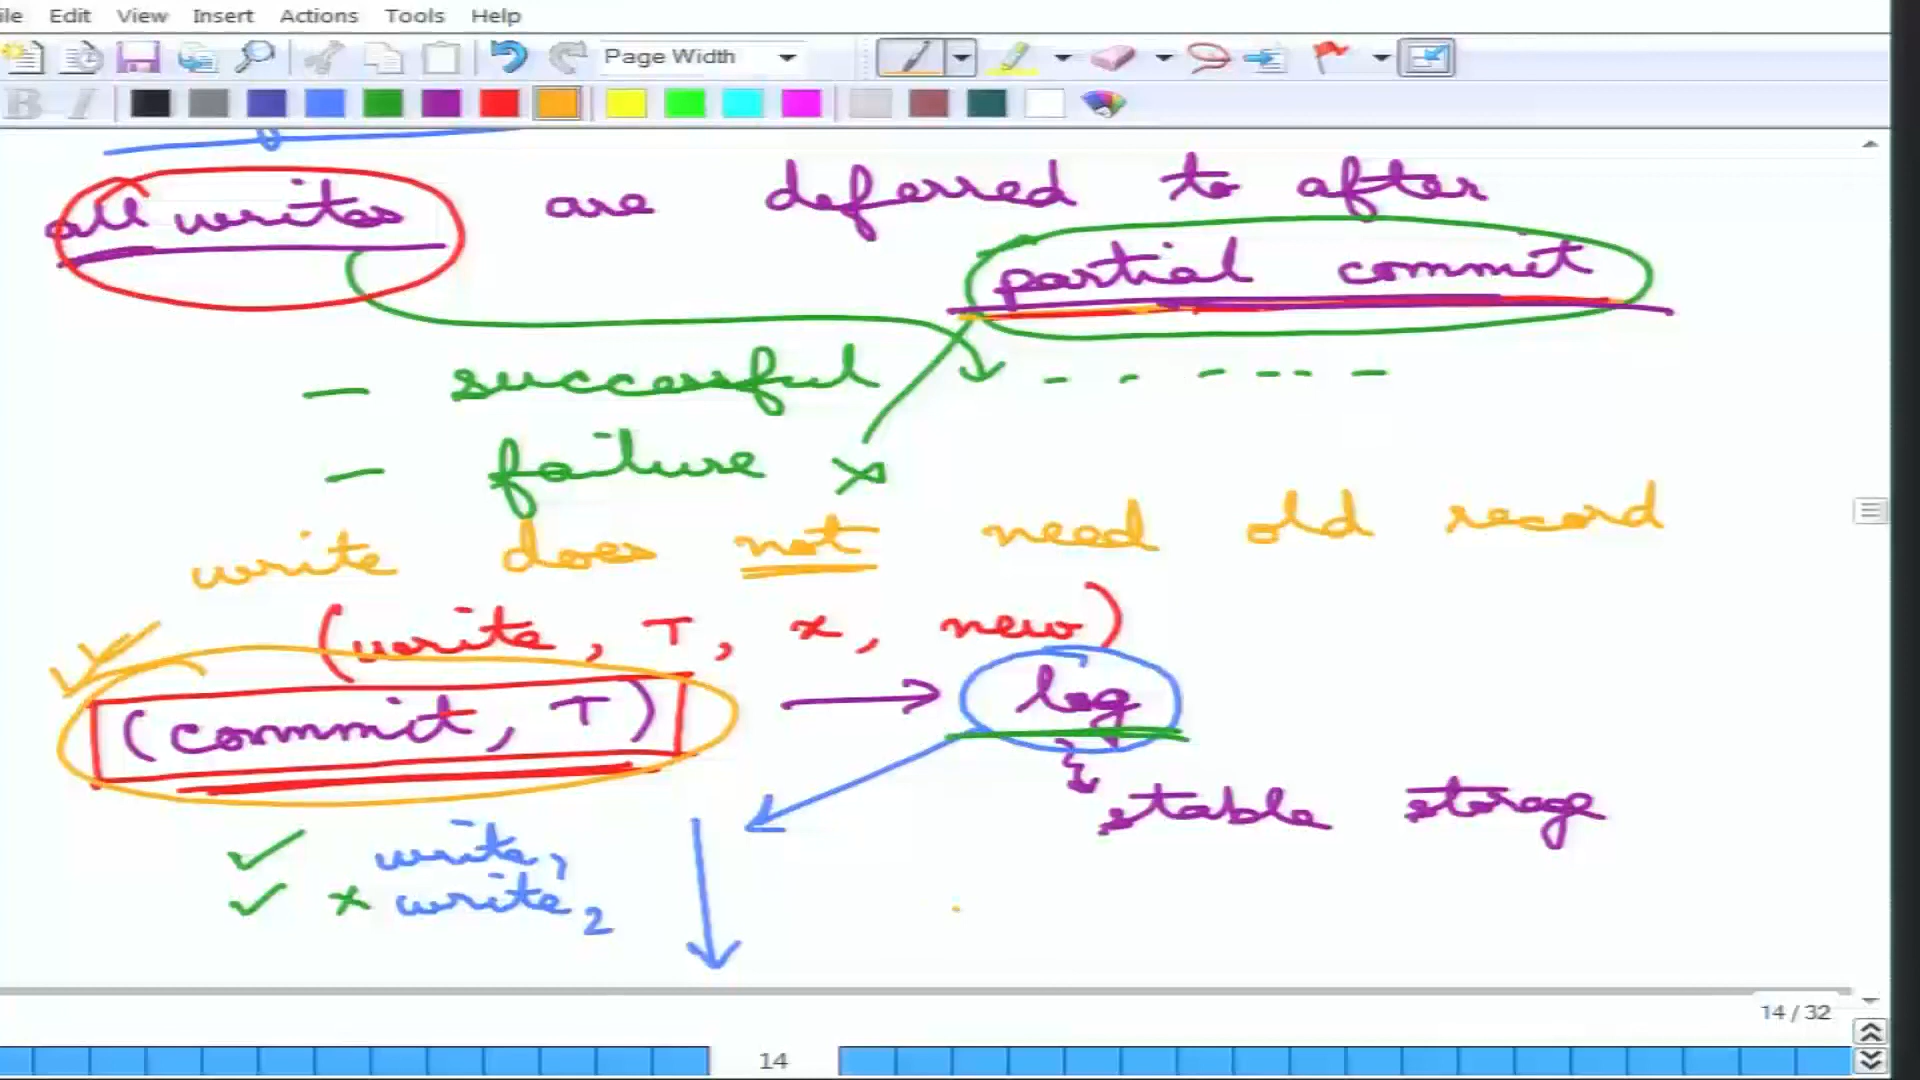 ile Edit View Insert Actions Tools Help
Page Width
B I
all writes are deferred to after
partial commit
- successful - - - - - -
- failure x
write does not need old record
(write, T, x, new)
(commit, T) → log
stable storage
✓ write1
✓ x write2
14 / 32
14